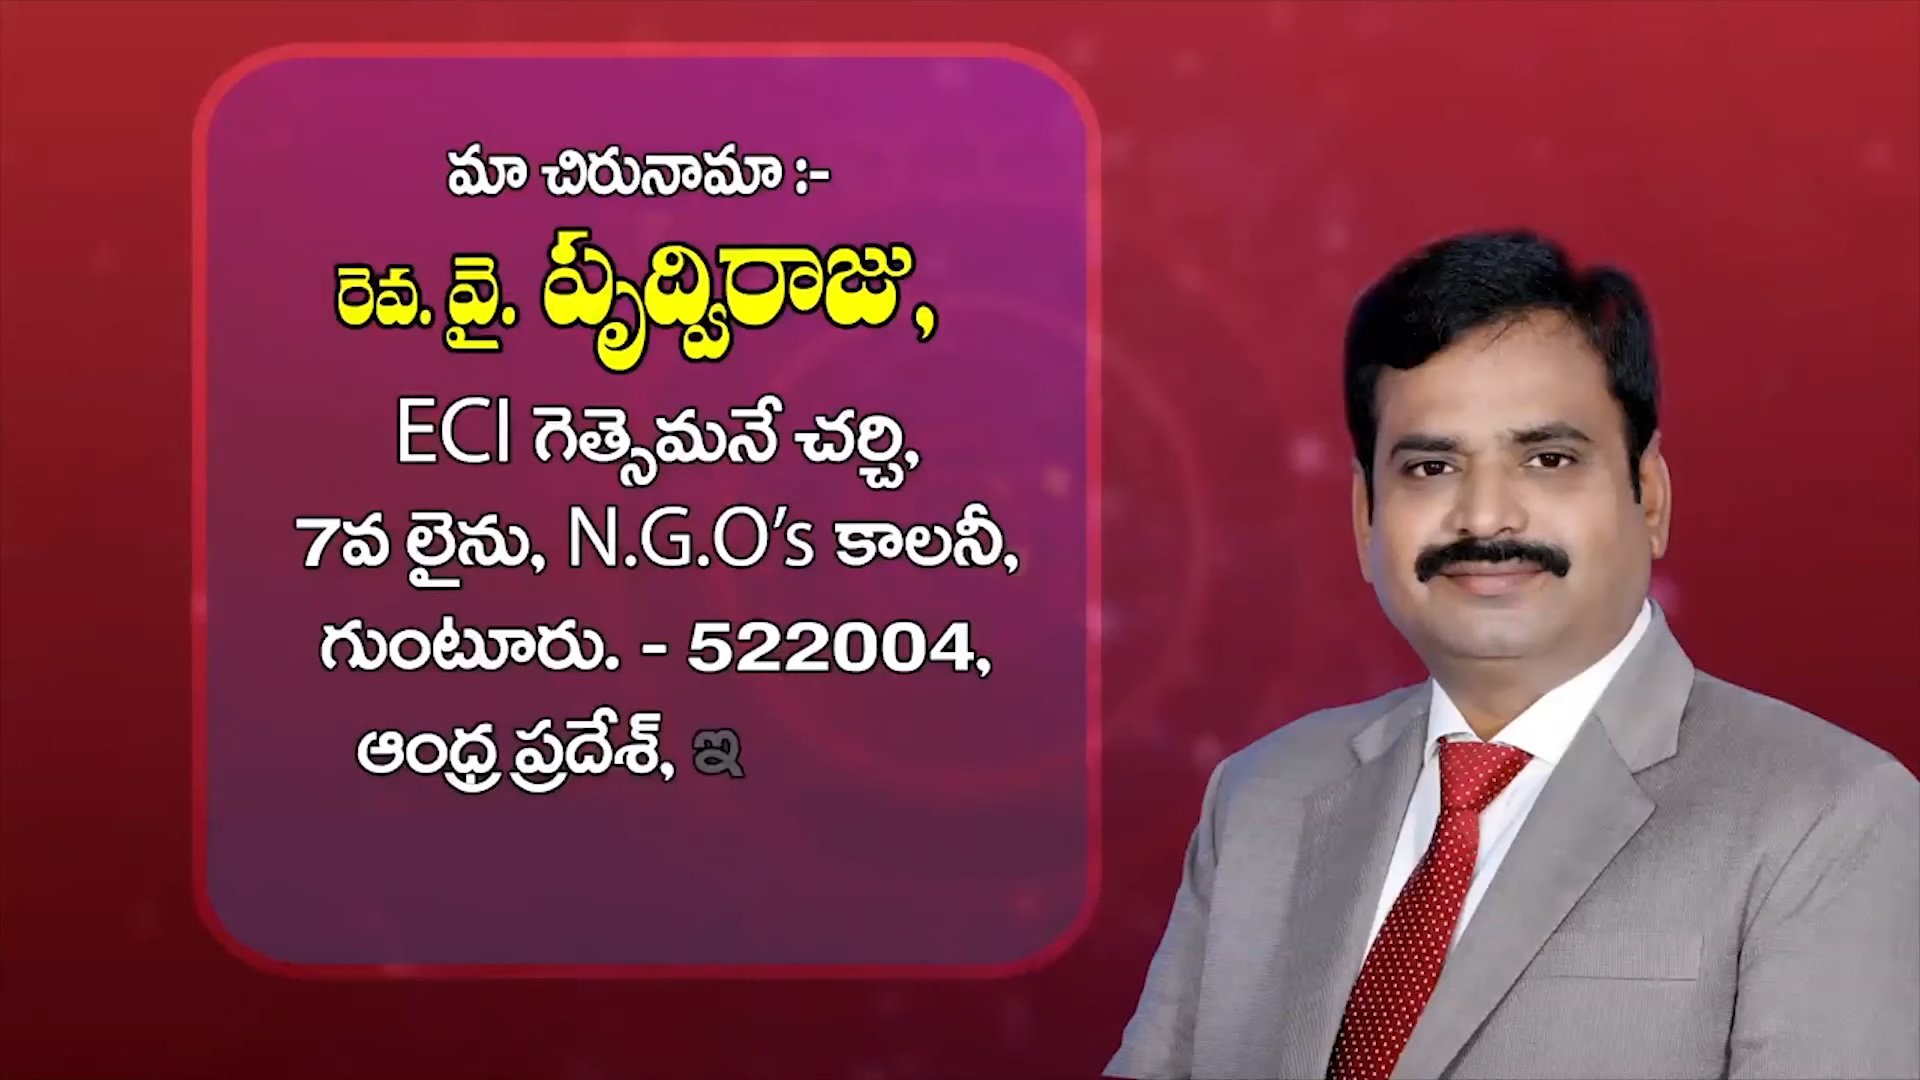 మా చిరునామా :-
రెవ. వై. పృద్విరాజు,
ECI గెత్సెమనే చర్చి,
7వ లైను, N.G.O's కాలనీ,
గుంటూరు. - 522004,
ఆంధ్ర ప్రదేశ్, ఇ